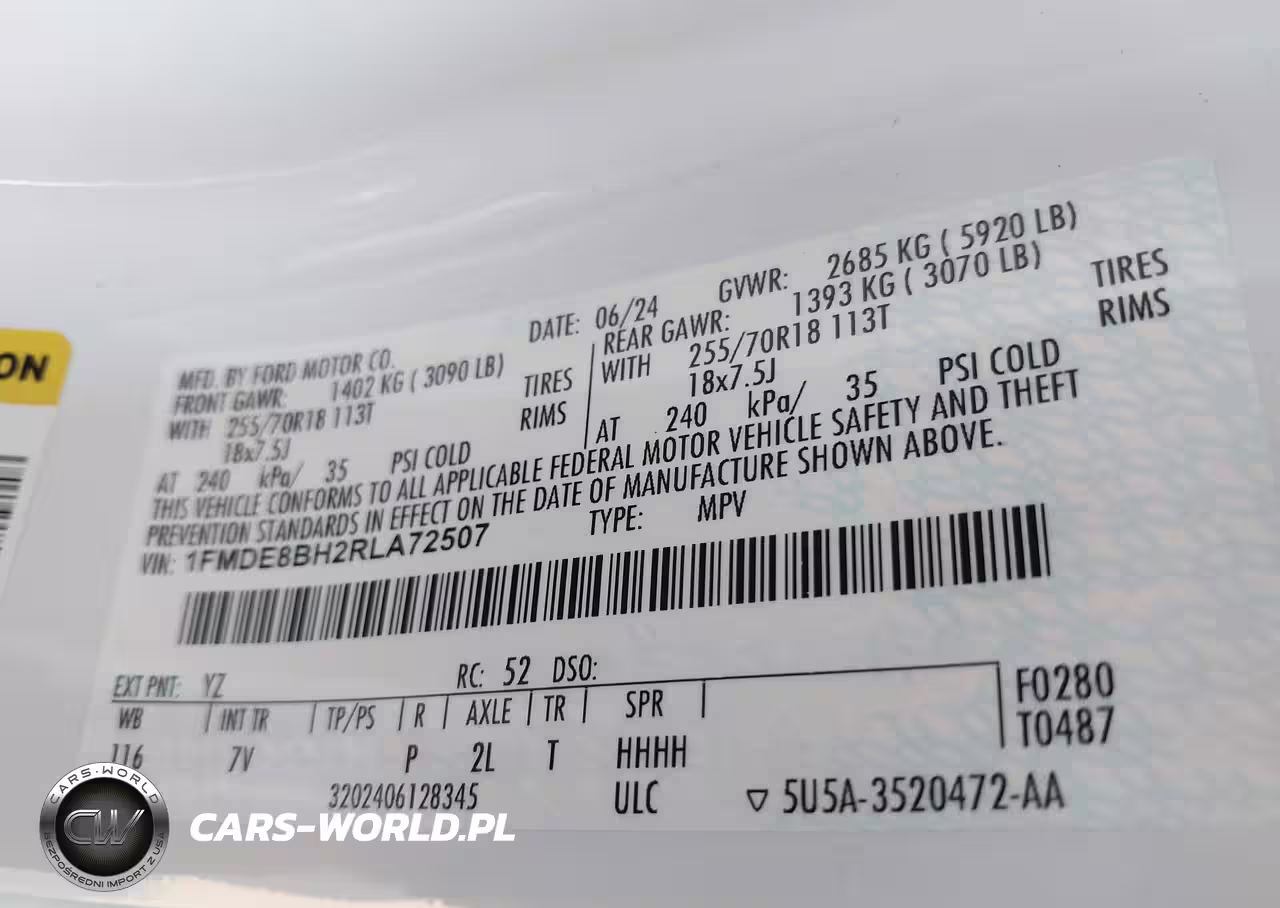 ON
MFD. BY FORD MOTOR CO.
DATE: 06/24
GVWR: 2685 KG ( 5920 LB)
FRONT GAWR: 1402 KG ( 3090 LB)
WITH 255/70R18 113T TIRES
18x7.5J RIMS
AT 240 kPa/ 35 PSI COLD
REAR GAWR: 1393 KG ( 3070 LB)
WITH 255/70R18 113T TIRES
18x7.5J RIMS
AT 240 kPa/ 35 PSI COLD
THIS VEHICLE CONFORMS TO ALL APPLICABLE FEDERAL MOTOR VEHICLE SAFETY AND THEFT
PREVENTION STANDARDS IN EFFECT ON THE DATE OF MANUFACTURE SHOWN ABOVE.
VIN: 1FMDE8BH2RLA72507 TYPE: MPV
EXT PNT: YZ RC: 52 DSO:
WB | INT TR | TP/PS | R | AXLE | TR | SPR | F0280
T0487
116 7V P 2L T HHHH
3202406128345 ULC ▽ 5U5A-3520472-AA
CARS-WORLD
CW
BEZPOŚREDNI IMPORT Z USA
CARS-WORLD.PL